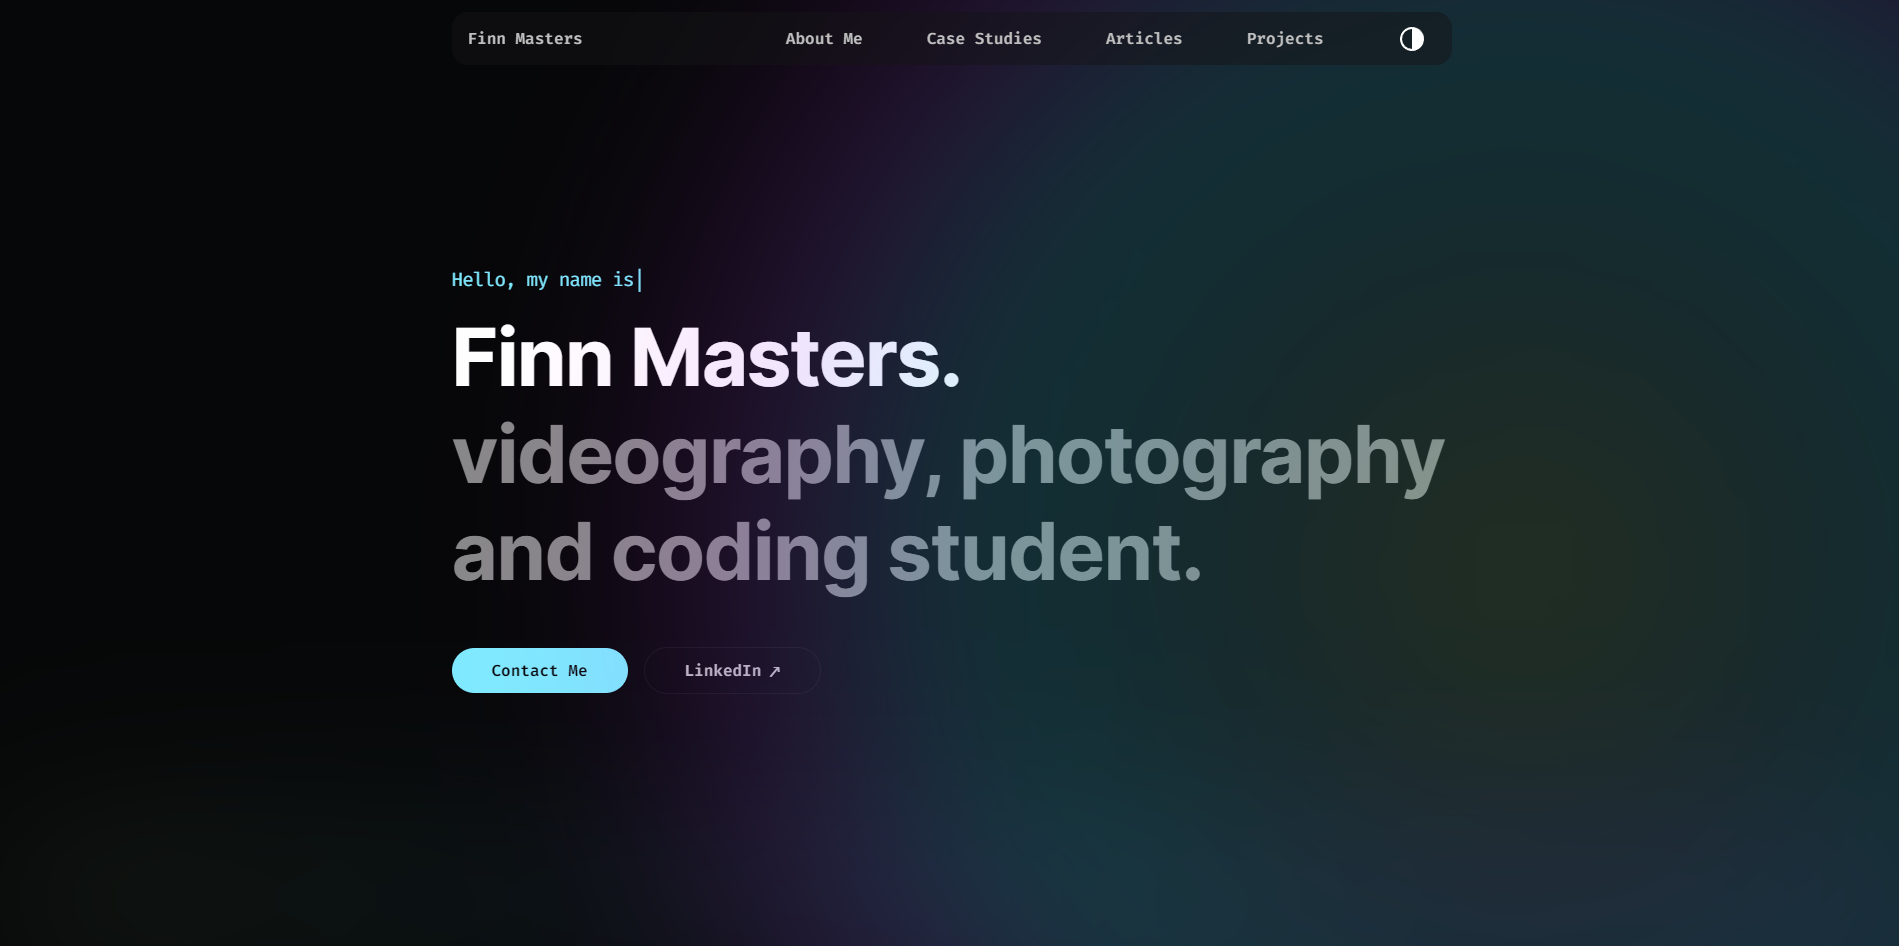 Finn Masters
About Me
Case Studies
Articles
Projects
Hello, my name is
Finn Masters.
videography, photography
and coding student.
Contact Me
LinkedIn ↗